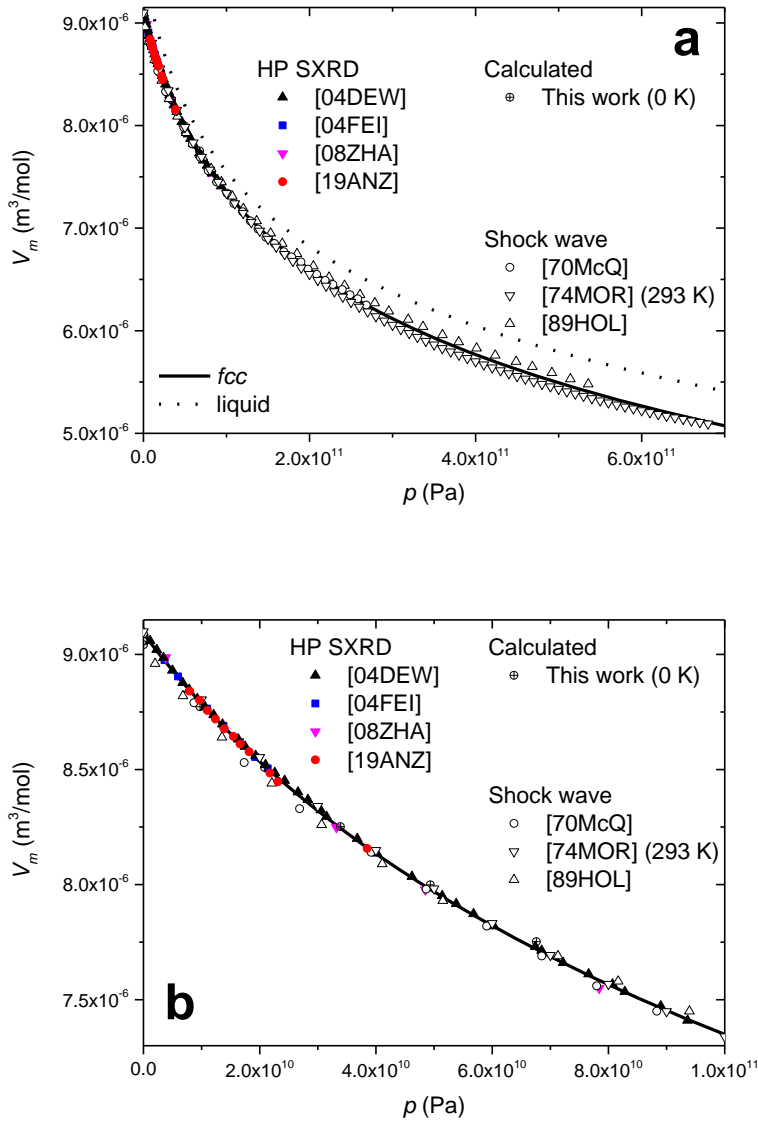 9.0x10⁻⁶
a
HP SXRD
Calculated
[04DEW]
This work (0 K)
[04FEI]
[08ZHA]
[19ANZ]
8.0x10⁻⁶
7.0x10⁻⁶
Vₘ (m³/mol)
Shock wave
[70McQ]
[74MOR] (293 K)
[89HOL]
6.0x10⁻⁶
fcc
liquid
5.0x10⁻⁶
0.0
2.0x10¹¹
4.0x10¹¹
6.0x10¹¹
p (Pa)
9.0x10⁻⁶
HP SXRD
Calculated
[04DEW]
This work (0 K)
[04FEI]
[08ZHA]
[19ANZ]
8.5x10⁻⁶
Vₘ (m³/mol)
Shock wave
[70McQ]
[74MOR] (293 K)
[89HOL]
8.0x10⁻⁶
7.5x10⁻⁶
b
0.0
2.0x10¹⁰
4.0x10¹⁰
6.0x10¹⁰
8.0x10¹⁰
1.0x10¹¹
p (Pa)